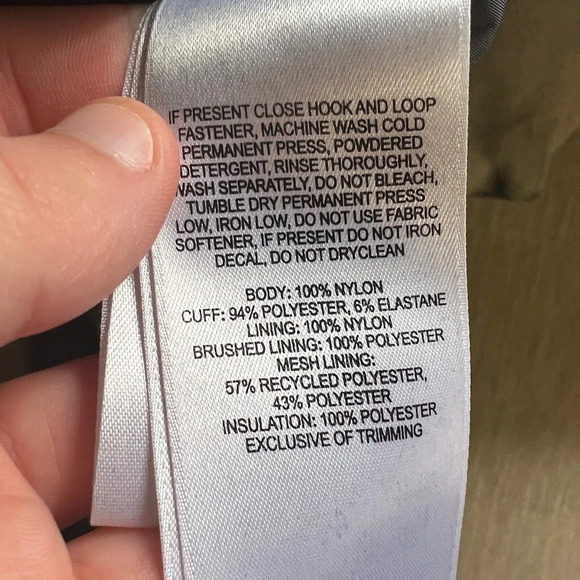 IF PRESENT CLOSE HOOK AND LOOP
FASTENER, MACHINE WASH COLD
PERMANENT PRESS, POWDERED
DETERGENT, RINSE THOROUGHLY,
WASH SEPARATELY, DO NOT BLEACH,
TUMBLE DRY PERMANENT PRESS
LOW, IRON LOW, DO NOT USE FABRIC
SOFTENER, IF PRESENT DO NOT IRON
DECAL, DO NOT DRYCLEAN
BODY: 100% NYLON
CUFF: 94% POLYESTER, 6% ELASTANE
LINING: 100% NYLON
BRUSHED LINING: 100% POLYESTER
MESH LINING:
57% RECYCLED POLYESTER,
43% POLYESTER
INSULATION: 100% POLYESTER
EXCLUSIVE OF TRIMMING